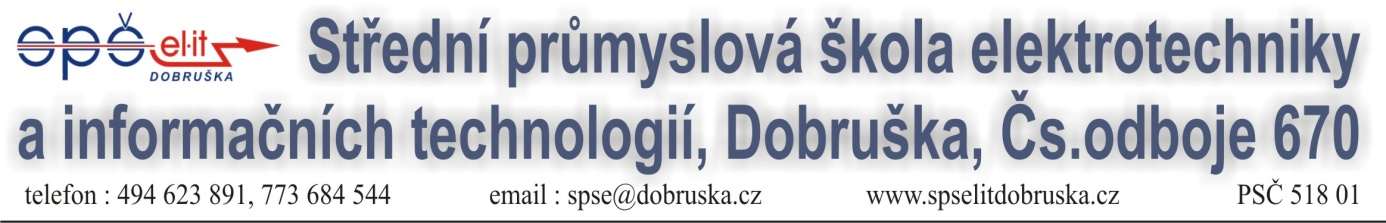 spš el-it Střední průmyslová škola elektrotechniky
DOBRUŠKA
a informačních technologií, Dobruška, Čs.odboje 670
telefon : 494 623 891, 773 684 544 email : spse@dobruska.cz www.spselitdobruska.cz PSČ 518 01